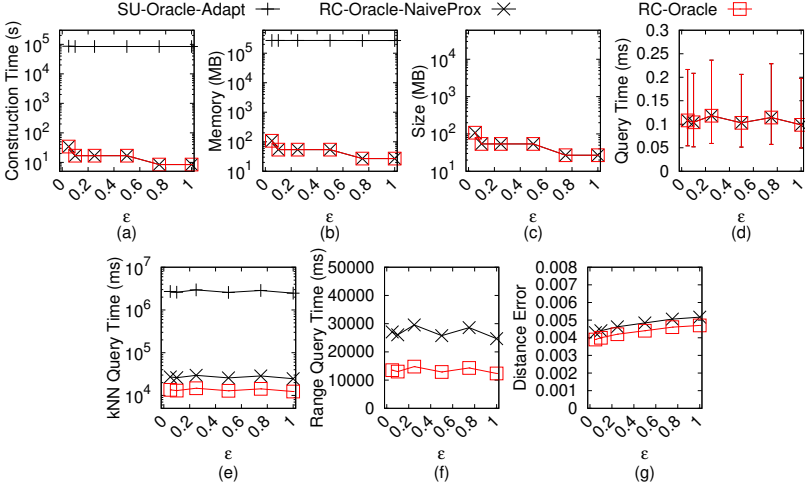 SU-Oracle-Adapt RC-Oracle-NaiveProx RC-Oracle
Construction Time (s)
10^5
10^4
10^3
10^2
10^1
0 0.2 0.4 0.6 0.8 1
ε
(a)
Memory (MB)
10^5
10^4
10^3
10^2
10^1
0 0.2 0.4 0.6 0.8 1
ε
(b)
Size (MB)
10^4
10^3
10^2
10^1
0 0.2 0.4 0.6 0.8 1
ε
(c)
Query Time (ms)
0.3
0.25
0.2
0.15
0.1
0.05
0
0 0.2 0.4 0.6 0.8 1
ε
(d)
kNN Query Time (ms)
10^7
10^6
10^5
10^4
0 0.2 0.4 0.6 0.8 1
ε
(e)
Range Query Time (ms)
50000
40000
30000
20000
10000
0
0 0.2 0.4 0.6 0.8 1
ε
(f)
Distance Error
0.008
0.007
0.006
0.005
0.004
0.002
0
0 0.2 0.4 0.6 0.8 1
ε
(g)